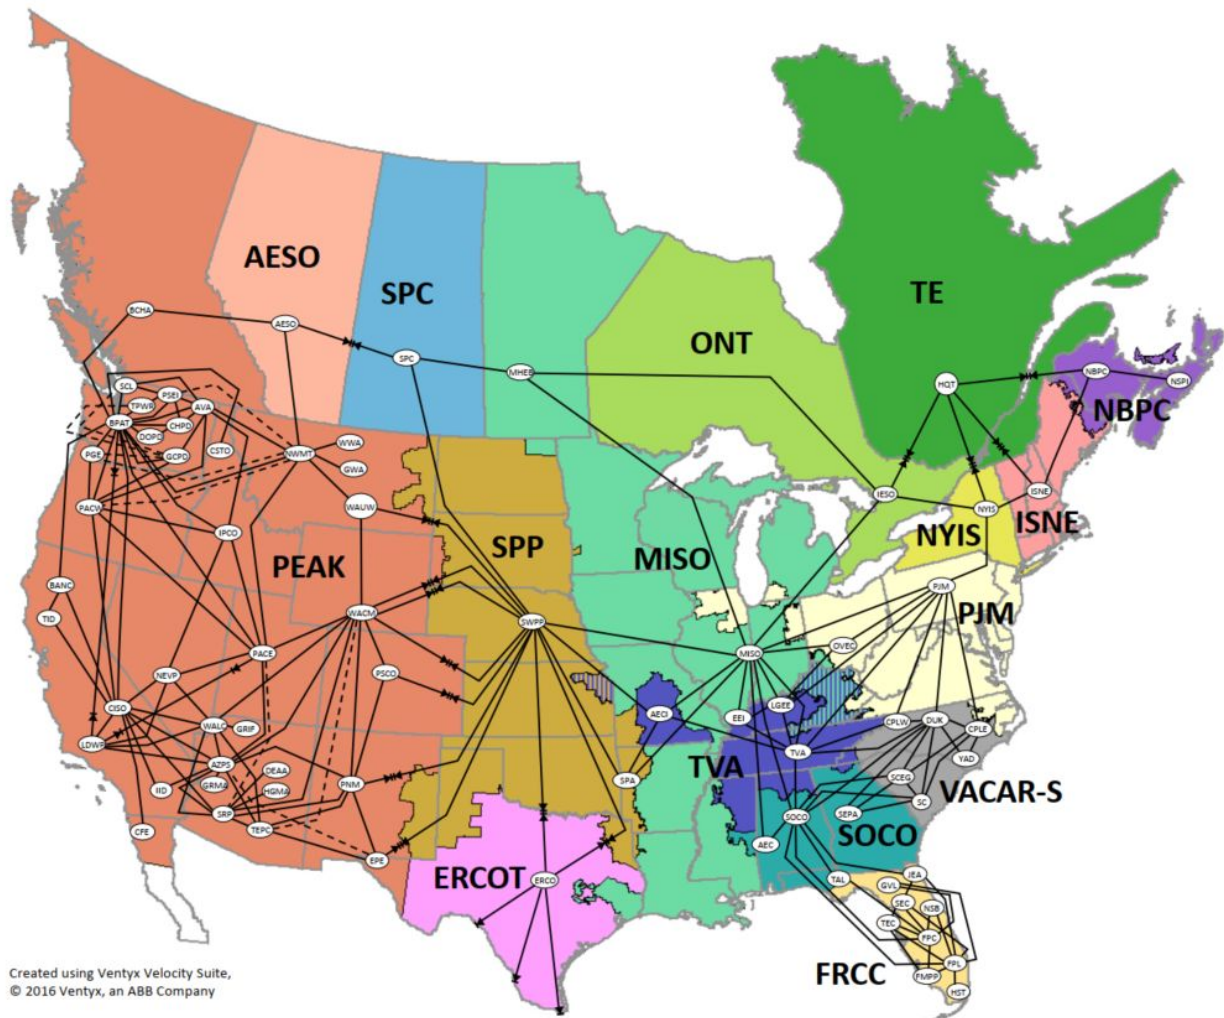 AESO
SPC
TE
ONT
BCHA
AESO
SPC
MHEB
HQT
NBPC
NSPI
NBPC
SCL
PSEI
TPWR
AVA
BPAT
CHPD
DOPD
PGE
GCPD
CSTO
NWMT
WWA
GWA
IESO
ISNE
NYIS
ISNE
NYIS
PACW
WAUW
IPCO
SPP
MISO
PEAK
BANC
TID
WACM
SWPP
PJM
PJM
PACE
PSCO
MISO
OVEC
NEVP
CISO
LDWP
WALC
GRIF
AECI
EEI
LGEE
CPLW
DUK
CPLE
TVA
TVA
YAD
AZPS
DEAA
GRMA
HGMA
IID
PNM
SPA
SCEG
SC
VACAR-S
SRP
TEPC
CFE
SOCO
SEPA
SOCO
AEC
EPE
ERCOT
ERCO
TAL
JEA
GVL
SEC
NSB
TEC
FPC
FRCC
FMPP
FPL
HST
Created using Ventyx Velocity Suite,
© 2016 Ventyx, an ABB Company